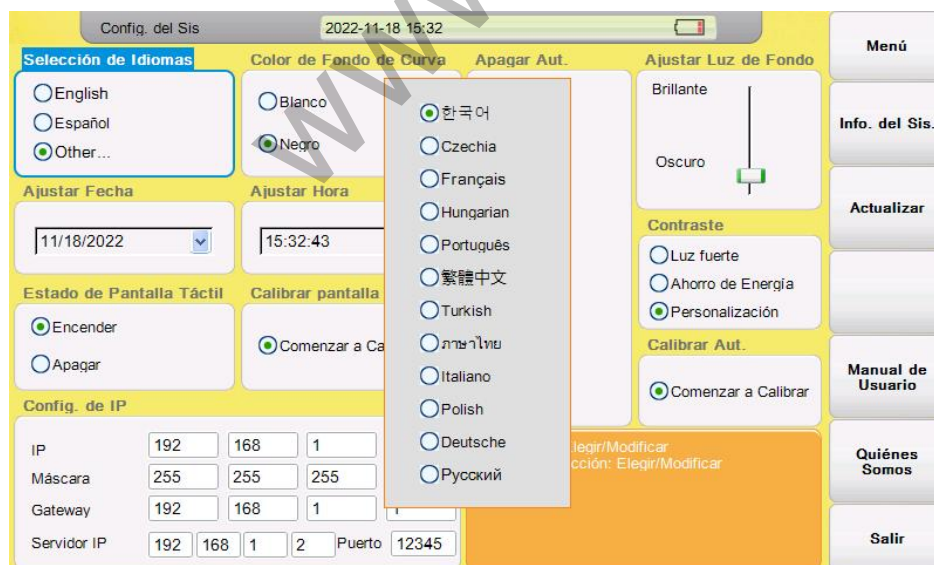 Config. del Sis
2022-11-18 15:32
Selección de Idiomas
English
Español
Other...
Color de Fondo de Curva
Blanco
Negro
Apagar Aut.
Ajustar Luz de Fondo
Brillante
Oscuro
Ajustar Fecha
11/18/2022
Ajustar Hora
15:32:43
Contraste
Luz fuerte
Ahorro de Energía
Personalización
Estado de Pantalla Táctil
Encender
Apagar
Calibrar pantalla
Comenzar a Ca
Calibrar Aut.
Comenzar a Calibrar
한국어
Czechia
Français
Hungarian
Português
繁體中文
Turkish
ภาษาไทย
Italiano
Polish
Deutsche
Русский
Config. de IP
IP 192 168 1
Máscara 255 255 255
Gateway 192 168 1
Servidor IP 192 168 1 2 Puerto 12345
legir/Modificar
cción: Elegir/Modificar
Menú
Info. del Sis.
Actualizar
Manual de
Usuario
Quiénes
Somos
Salir
WWW